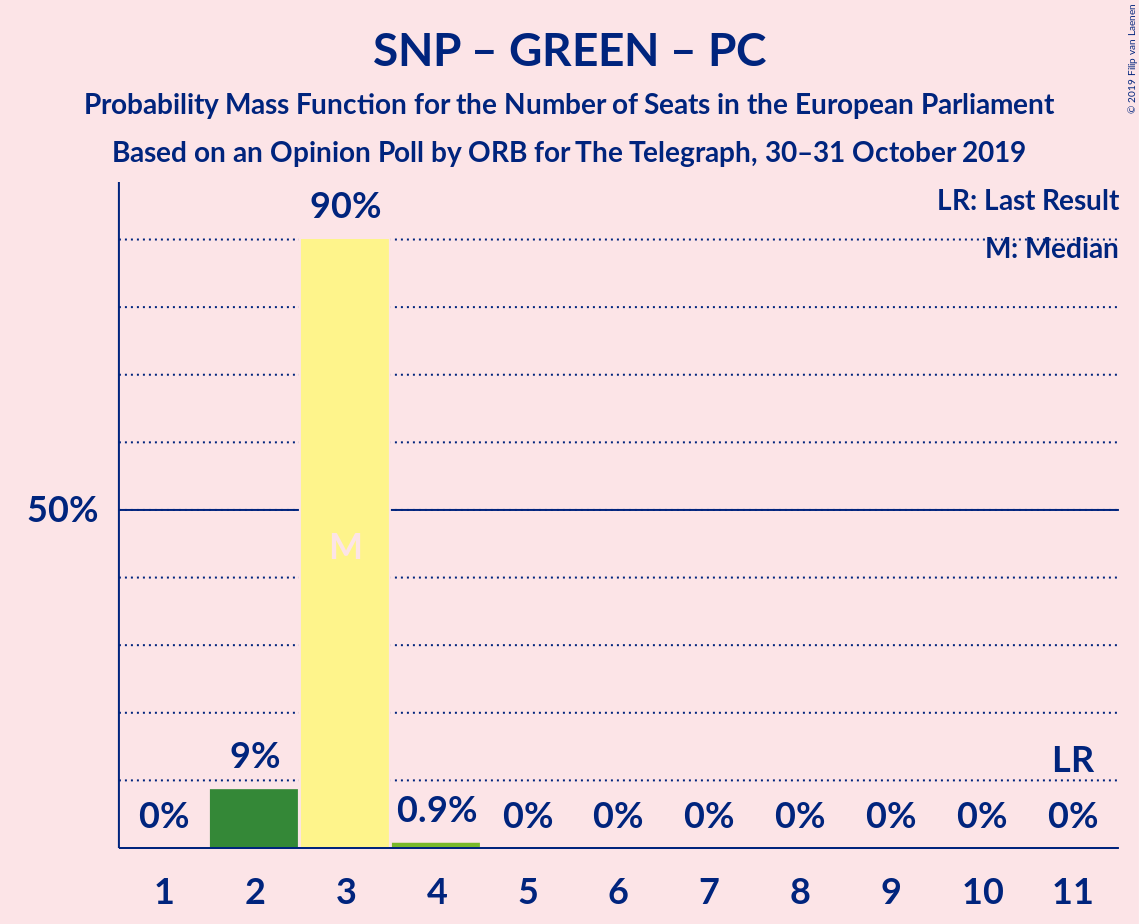 SNP – GREEN – PC
Probability Mass Function for the Number of Seats in the European Parliament
Based on an Opinion Poll by ORB for The Telegraph, 30–31 October 2019
© 2019 Filip van Laenen
LR: Last Result
M: Median
90%
50%
M
9%
LR
0%
0.9%
0%
0%
0%
0%
0%
0%
0%
1 2 3 4 5 6 7 8 9 10 11